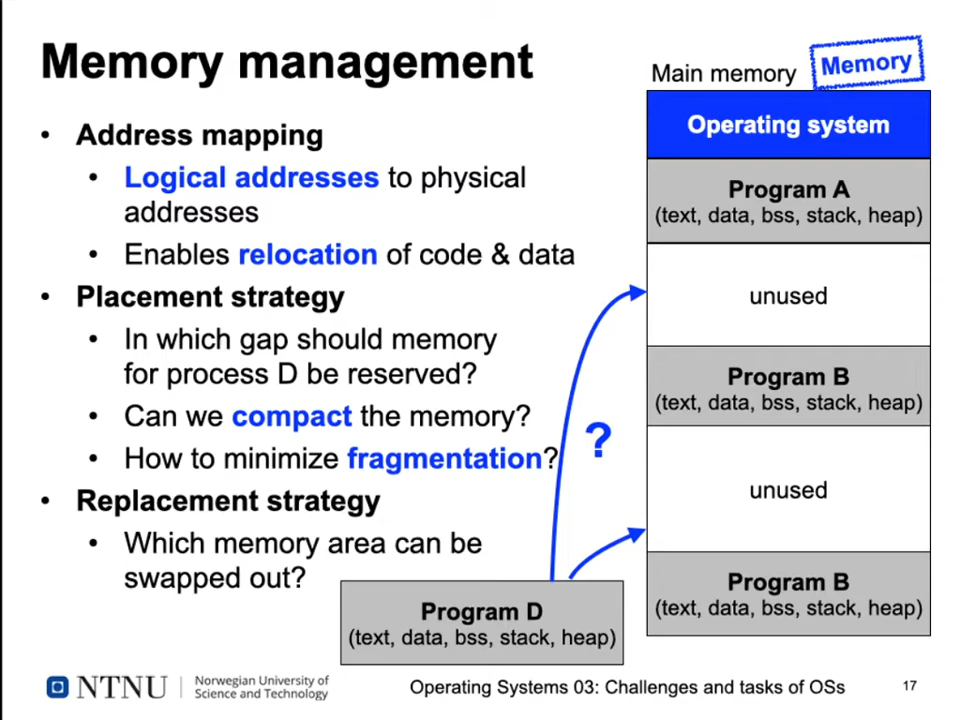 Memory management
Main memory
Memory
• Address mapping
• Logical addresses to physical
addresses
• Enables relocation of code & data
• Placement strategy
• In which gap should memory
for process D be reserved?
• Can we compact the memory?
• How to minimize fragmentation?
• Replacement strategy
• Which memory area can be
swapped out?
Operating system
Program A
(text, data, bss, stack, heap)
unused
Program B
(text, data, bss, stack, heap)
unused
Program B
(text, data, bss, stack, heap)
?
Program D
(text, data, bss, stack, heap)
NTNU
Norwegian University of
Science and Technology
Operating Systems 03: Challenges and tasks of OSs
17